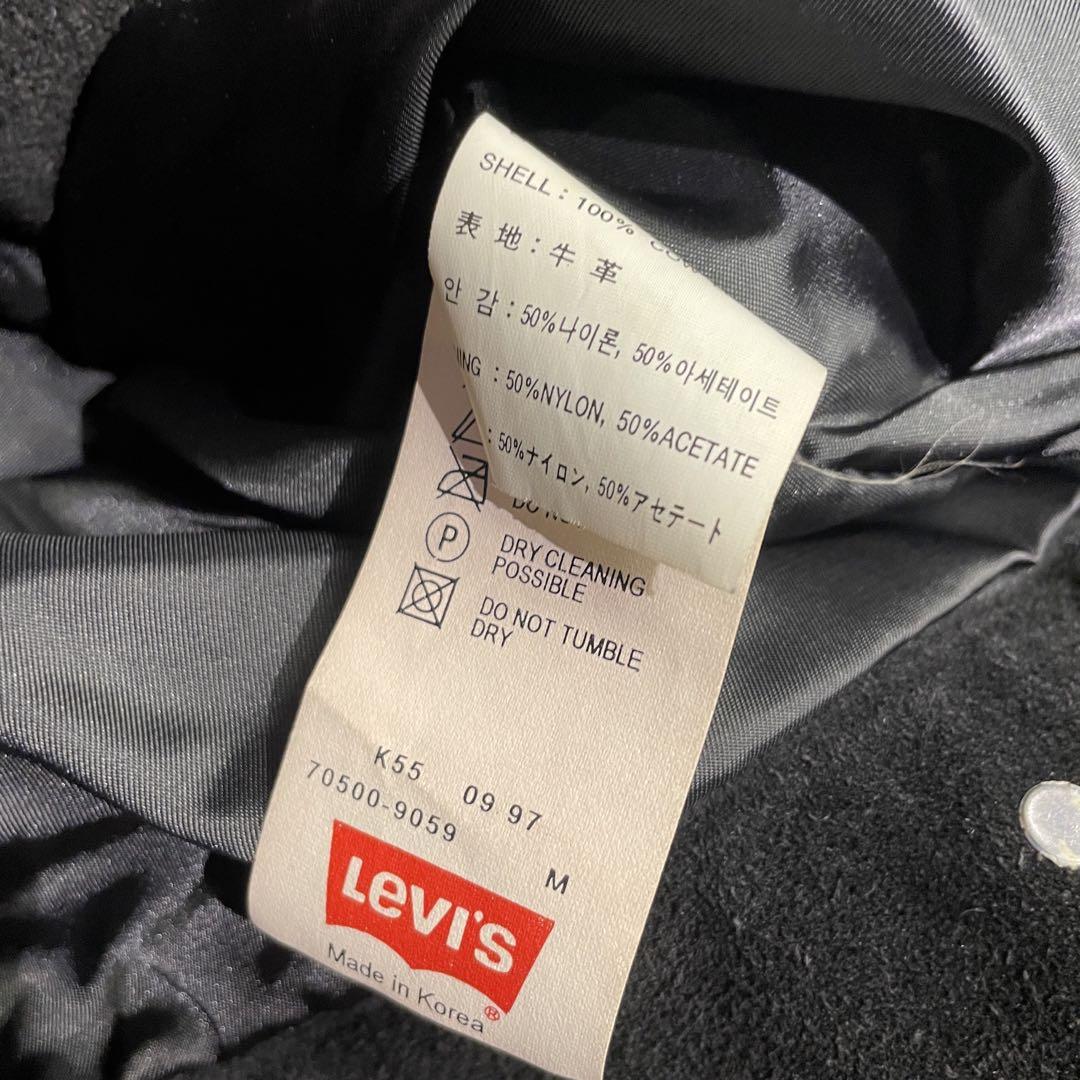 SHELL : 100%
表 地 : 牛 革
안 감 : 50%나이론, 50%아세테이트
: 50%NYLON, 50%ACETATE
: 50%ナイロン, 50%アセテート
P
DRY CLEANING
POSSIBLE
DO NOT TUMBLE
DRY
K55 09 97
70500-9059 M
Levi's®
Made in Korea